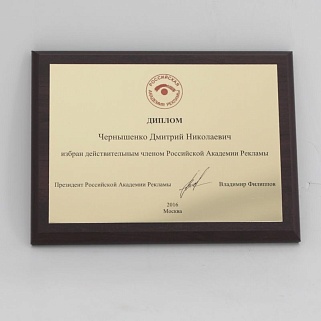 РОССИЙСКАЯ
АКАДЕМИЯ РЕКЛАМЫ
ДИПЛОМ
Чернышенко Дмитрий Николаевич
избран действительным членом Российской Академии Рекламы
Президент Российской Академии Рекламы Владимир Филиппов
2016
Москва